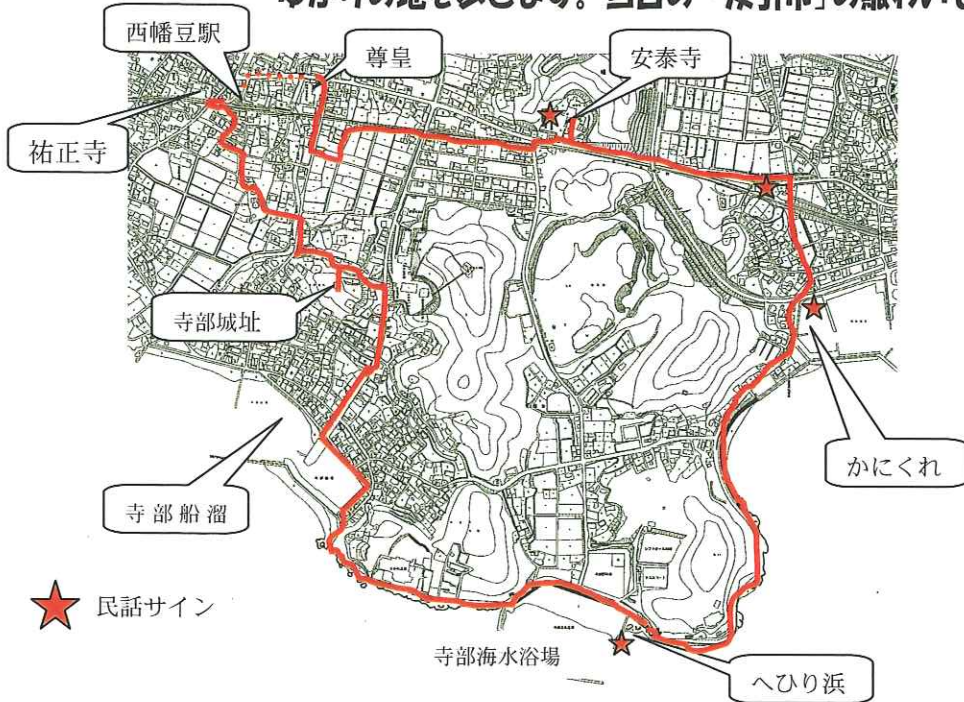 西幡豆駅
尊皇
安泰寺
祐正寺
寺部城址
かにくれ
寺部船溜
民話サイン
寺部海水浴場
へひり浜